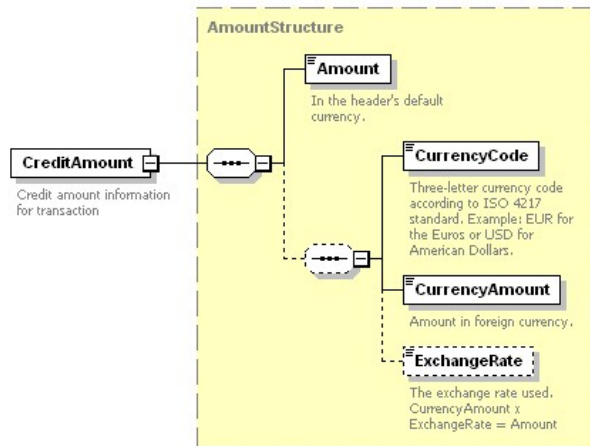 AmountStructure
Amount
In the header's default
currency.
CreditAmount
Credit amount information
for transaction
CurrencyCode
Three-letter currency code
according to ISO 4217
standard. Example: EUR for
the Euros or USD for
American Dollars.
CurrencyAmount
Amount in foreign currency.
ExchangeRate
The exchange rate used.
CurrencyAmount x
ExchangeRate = Amount